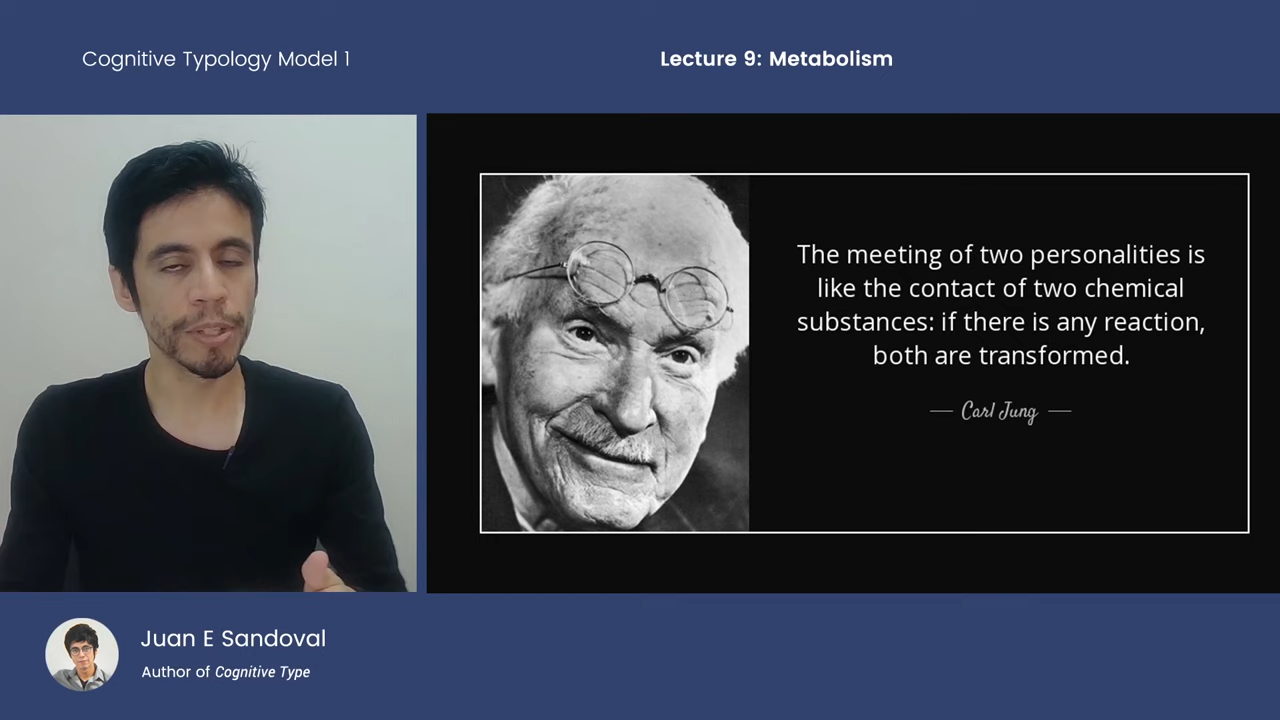 Cognitive Typology Model 1
Lecture 9: Metabolism
The meeting of two personalities is
like the contact of two chemical
substances: if there is any reaction,
both are transformed.
— Carl Jung —
Juan E Sandoval
Author of Cognitive Type